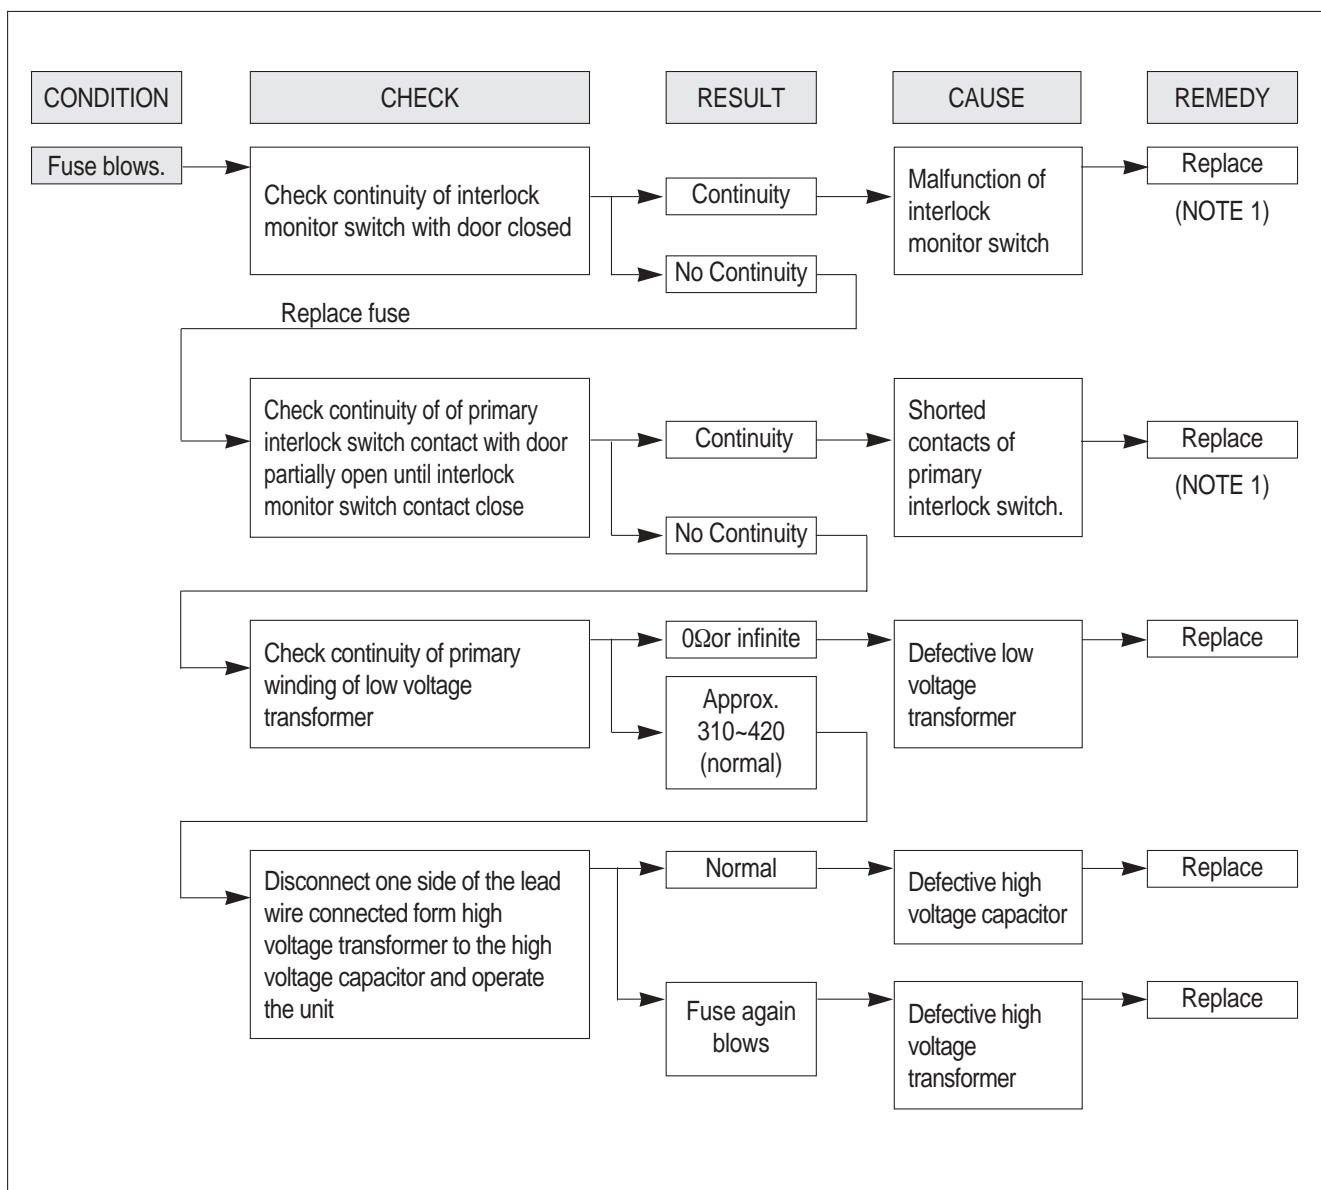 CONDITION
CHECK
RESULT
CAUSE
REMEDY
Fuse blows.
Check continuity of interlock
monitor switch with door closed
Continuity
Malfunction of
interlock
monitor switch
Replace
(NOTE 1)
No Continuity
Replace fuse
Check continuity of of primary
interlock switch contact with door
partially open until interlock
monitor switch contact close
Continuity
Shorted
contacts of
primary
interlock switch.
Replace
(NOTE 1)
No Continuity
Check continuity of primary
winding of low voltage
transformer
0Ωor infinite
Defective low
voltage
transformer
Replace
Approx.
310~420
(normal)
Disconnect one side of the lead
wire connected form high
voltage transformer to the high
voltage capacitor and operate
the unit
Normal
Defective high
voltage capacitor
Replace
Fuse again
blows
Defective high
voltage
transformer
Replace